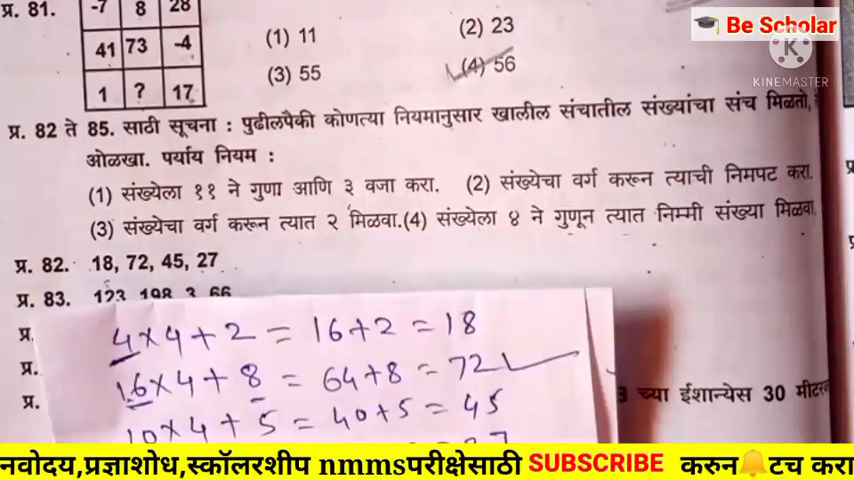 प्र. 81.
-7 8 28
41 73 -4
1 ? 17
(1) 11
(2) 23
(3) 55
(4) 56
🎓 Be Scholar
K
KINEMASTER
प्र. 82 ते 85. साठी सूचना : पुढीलपैकी कोणत्या नियमानुसार खालील संचातील संख्यांचा संच मिळतो,
ओळखा. पर्याय नियम :
(1) संख्येला ११ ने गुणा आणि ३ वजा करा. (2) संख्येचा वर्ग करून त्याची निमपट करा.
(3) संख्येचा वर्ग करून त्यात २ मिळवा.(4) संख्येला ४ ने गुणून त्यात निम्मी संख्या मिळवा.
प्र. 82. 18, 72, 45, 27
प्र. 83. 123, 198, 3, 66
प्र.
प्र.
प्र.
4×4+2 = 16+2 = 18
16×4+8 = 64+8 = 72
10×4+5 = 40+5 = 45
च्या ईशान्येस 30 मीटर
नवोदय,प्रज्ञाशोध,स्कॉलरशीप nmmsपरीक्षेसाठी SUBSCRIBE करुन🔔टच करा